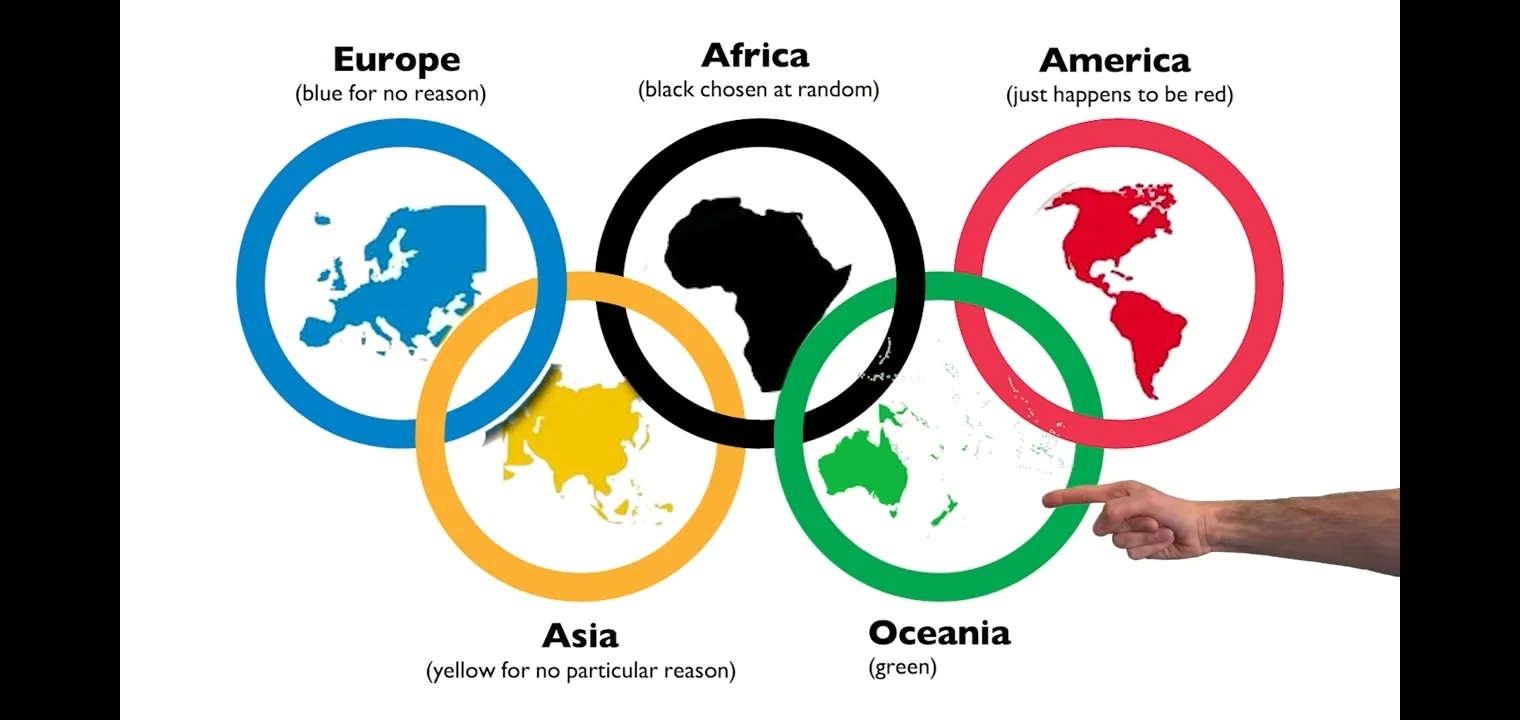 Europe
(blue for no reason)
Africa
(black chosen at random)
America
(just happens to be red)
Asia
(yellow for no particular reason)
Oceania
(green)